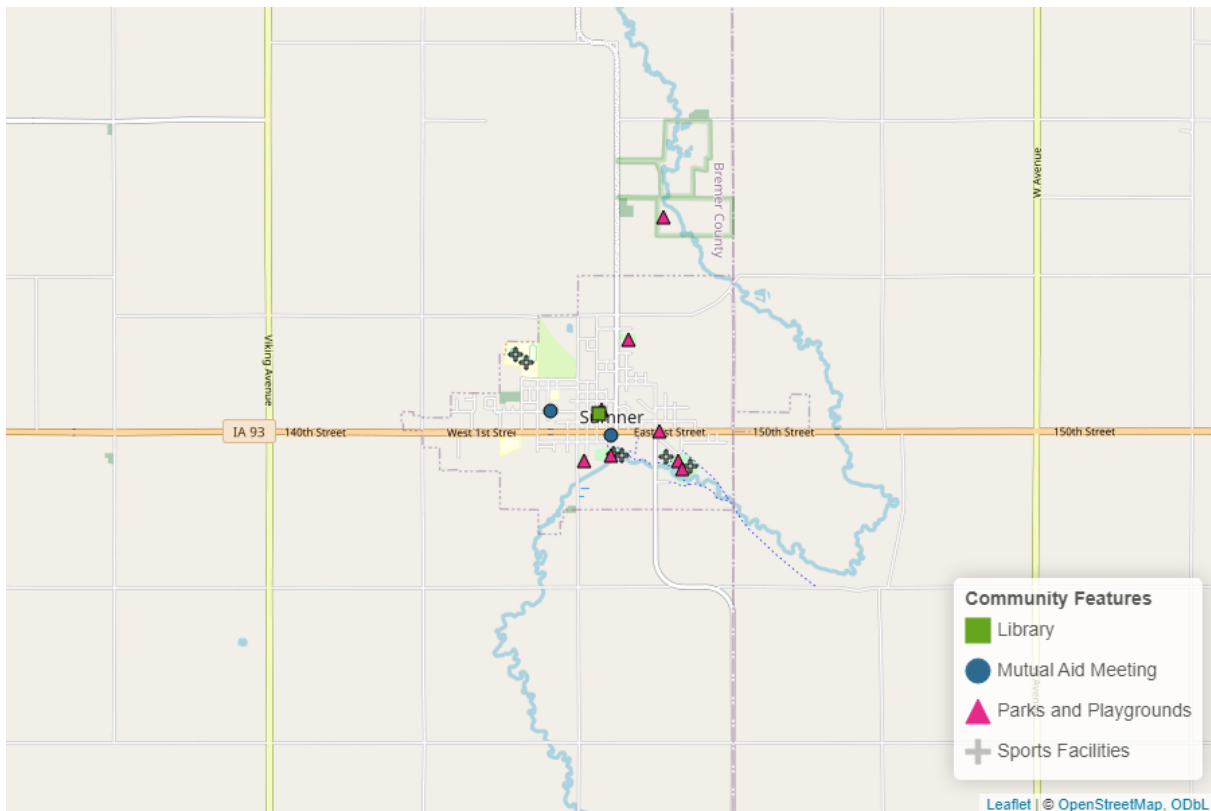 Bremer County
W Avenue
Viking Avenue
Sumner
IA 93
140th Street
West 1st Stree
East 1st Street
150th Street
150th Street
Community Features
Library
Mutual Aid Meeting
Parks and Playgrounds
Sports Facilities
Leaflet | © OpenStreetMap, ODbL